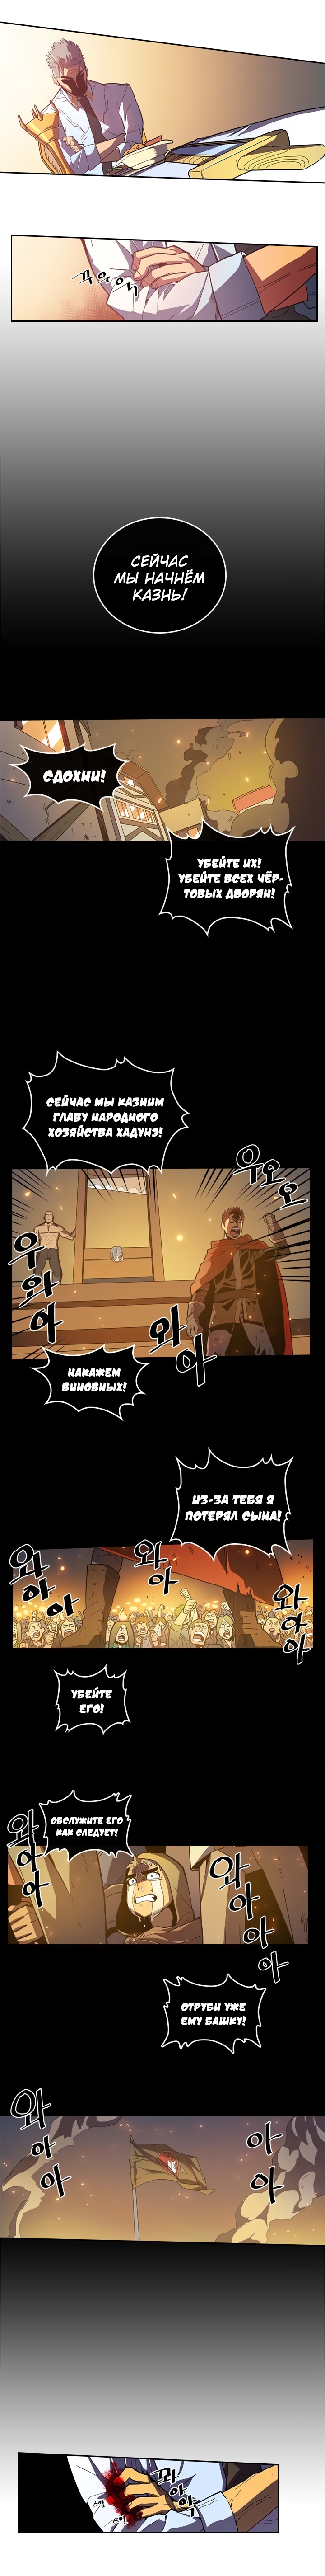 꾸욱
СЕЙЧАС
МЫ НАЧНЁМ
КАЗНЬ!
СДОХНИ!
УБЕЙТЕ ИХ!
УБЕЙТЕ ВСЕХ ЧЁР-
ТОВЫХ ДВОРЯН!
СЕЙЧАС МЫ КАЗНИМ
ГЛАВУ НАРОДНОГО
ХОЗЯЙСТВА ХАДУНЭ!
우오오
우와아
와아
НАКАЖЕМ
ВИНОВНЫХ!
ИЗ-ЗА ТЕБЯ Я
ПОТЕРЯЛ СЫНА!
와아아
와아
와아아
УБЕЙТЕ
ЕГО!
ОБСЛУЖИТЕ ЕГО
КАК СЛЕДУЕТ!
와아아
와아아아
ОТРУБИ УЖЕ
ЕМУ БАШКУ!
와아아
아아